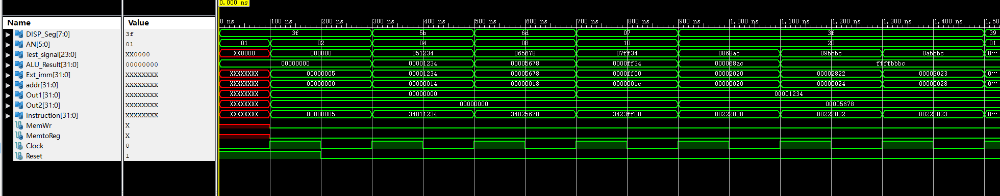 0.000 ns
Name Value 0 ns 100 ns 200 ns 300 ns 400 ns 500 ns 600 ns 700 ns 800 ns 900 ns 1,000 ns 1,100 ns 1,200 ns 1,300 ns 1,400 ns 1,500
DISP_Seg[7:0] 3f 3f 5b 6d 07 3f 39
AN[5:0] 01 01 02 04 08 10 20 01
Test_signal[23:0] XX0000 XX0000 000000 051234 065678 07ff34 0868ac 09bbbc 0abbbc 0···
ALU_Result[31:0] 00000000 00000000 00001234 00005678 0000ff34 000068ac ffffbbbc
Ext_imm[31:0] XXXXXXXX XXXXXXXX 00000005 00001234 00005678 0000ff00 00002020 00002822 00003023 0···
addr[31:0] XXXXXXXX XXXXXXXX 00000000 00000014 00000018 0000001c 00000020 00000024 00000028 0···
Out1[31:0] XXXXXXXX XXXXXXXX 00000000 00001234
Out2[31:0] XXXXXXXX XXXXXXXX 00000000 00005678
Instruction[31:0] XXXXXXXX XXXXXXXX 08000005 34011234 34025678 3423ff00 00222020 00222822 00223023 0···
MemWr X
MemtoReg X
Clock 0
Reset 1